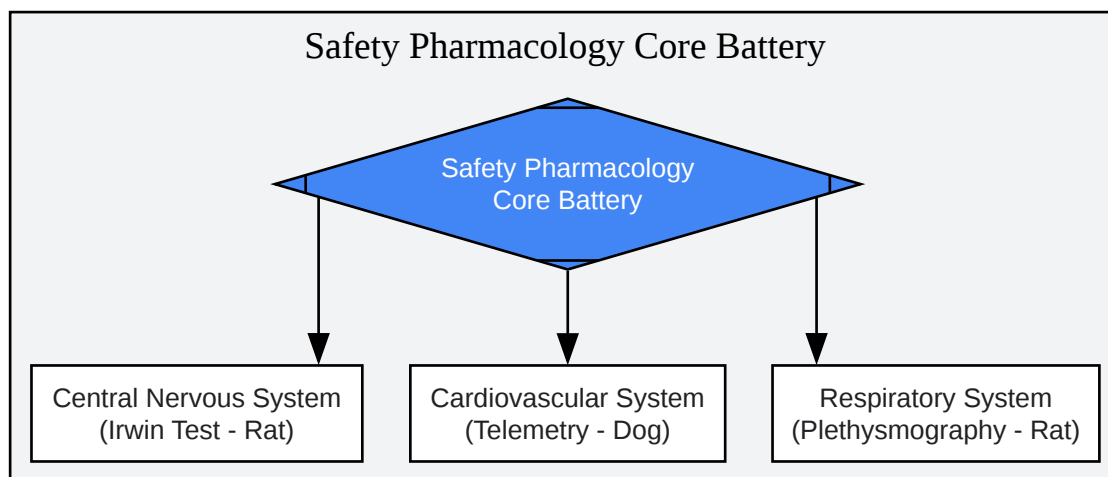 Safety Pharmacology Core Battery
Safety Pharmacology
Core Battery
Central Nervous System
(Irwin Test - Rat)
Cardiovascular System
(Telemetry - Dog)
Respiratory System
(Plethysmography - Rat)